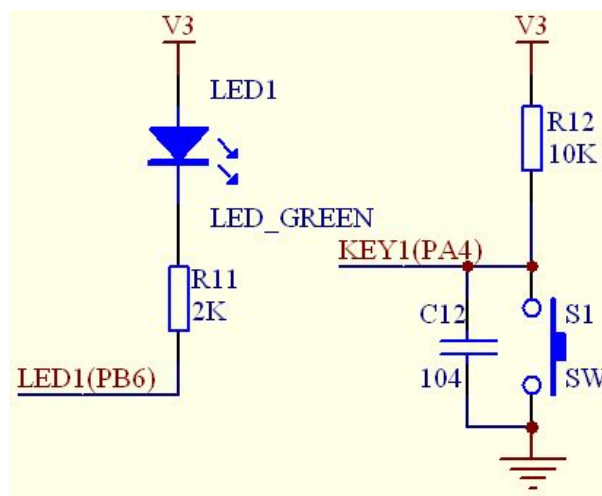 V3
LED1
LED_GREEN
R11
2K
LED1(PB6)
V3
R12
10K
KEY1(PA4)
C12
104
S1
SW